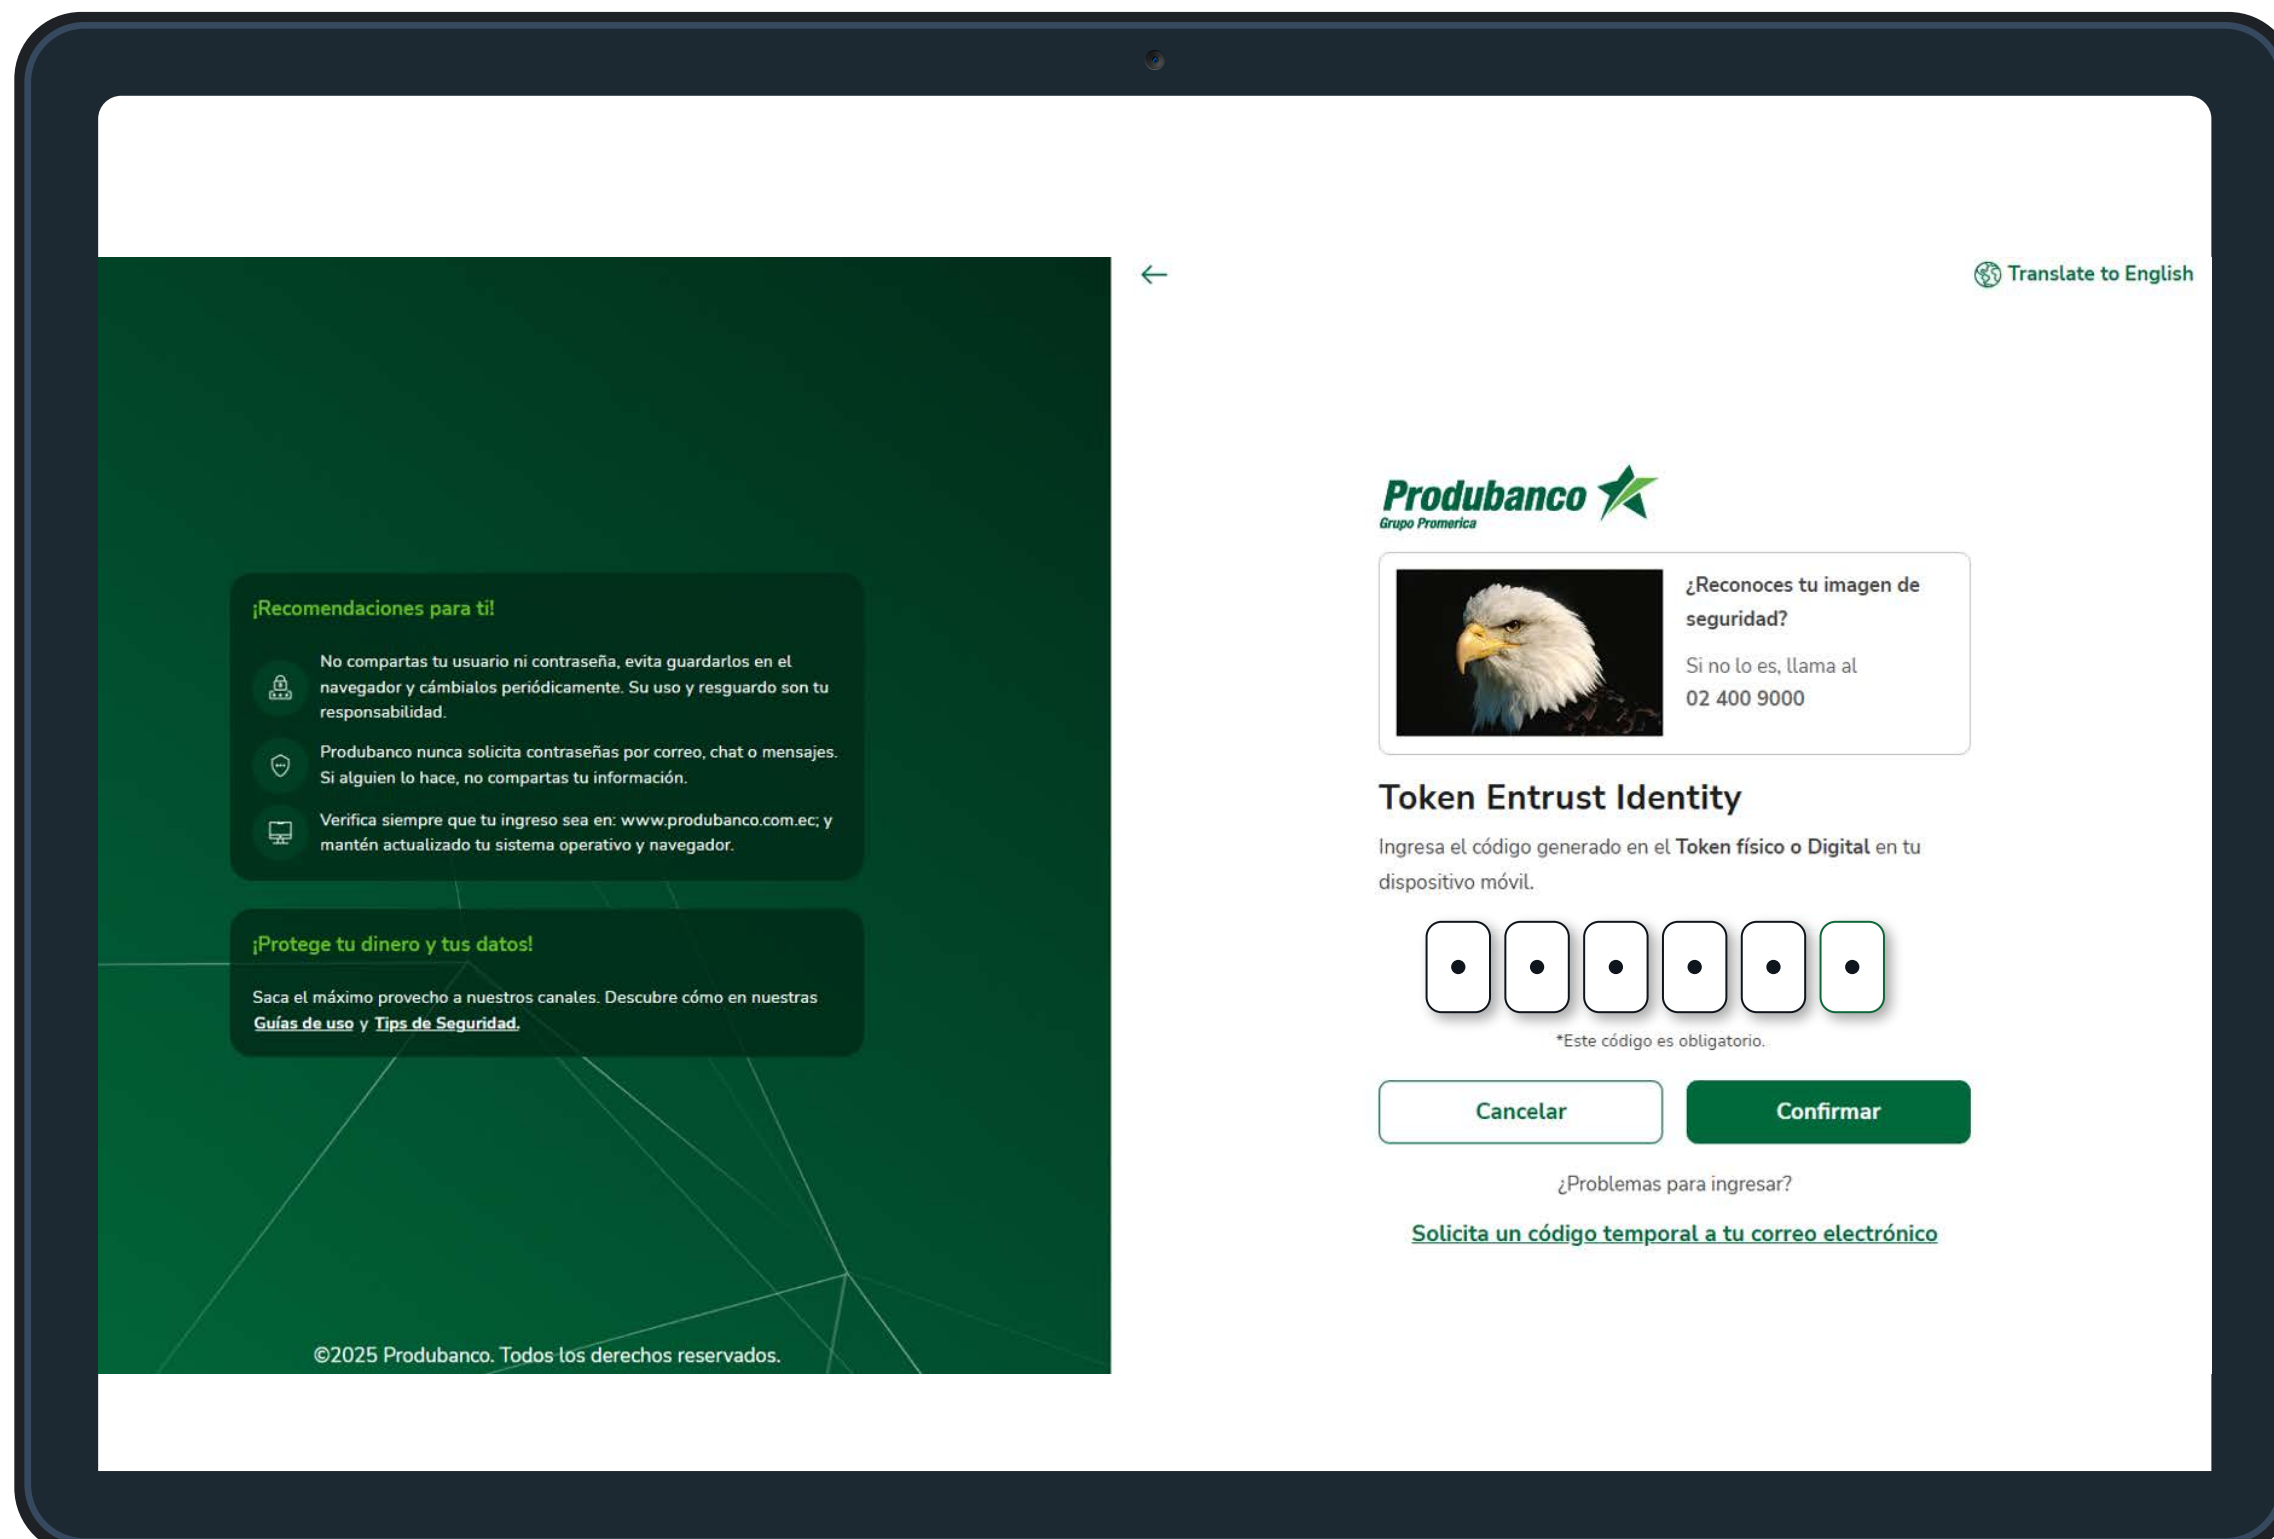 ¡Recomendaciones para ti!
No compartas tu usuario ni contraseña, evita guardarlos en el
navegador y cámbialos periódicamente. Su uso y resguardo son tu
responsabilidad.
Produbanco nunca solicita contraseñas por correo, chat o mensajes.
Si alguien lo hace, no compartas tu información.
Verifica siempre que tu ingreso sea en: www.produbanco.com.ec; y
mantén actualizado tu sistema operativo y navegador.
¡Protege tu dinero y tus datos!
Saca el máximo provecho a nuestros canales. Descubre cómo en nuestras
Guías de uso y Tips de Seguridad.
©2025 Produbanco. Todos los derechos reservados.
Translate to English
Produbanco
Grupo Promerica
¿Reconoces tu imagen de
seguridad?
Si no lo es, llama al
02 400 9000
Token Entrust Identity
Ingresa el código generado en el Token físico o Digital en tu
dispositivo móvil.
*Este código es obligatorio.
Cancelar
Confirmar
¿Problemas para ingresar?
Solicita un código temporal a tu correo electrónico